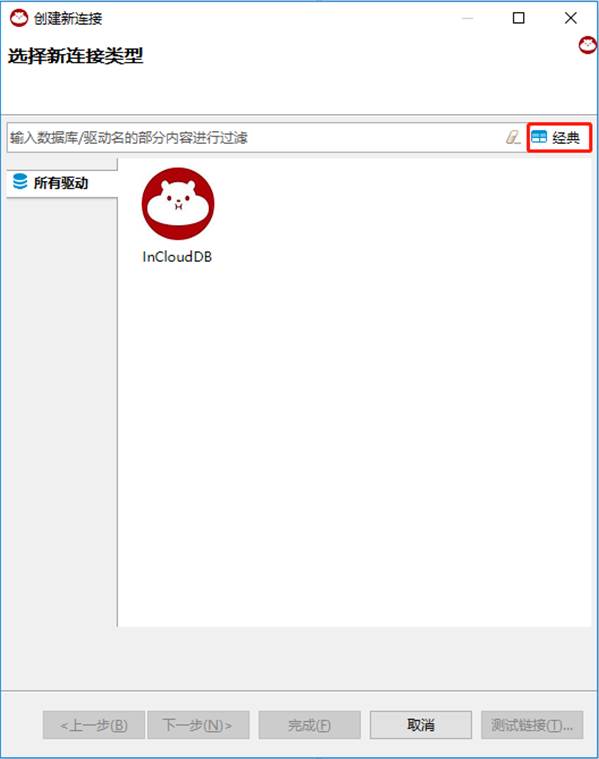 创建新连接
选择新连接类型
输入数据库/驱动名的部分内容进行过滤
经典
所有驱动
InCloudDB
<上一步(B)
下一步(N)>
完成(F)
取消
测试链接(T)...